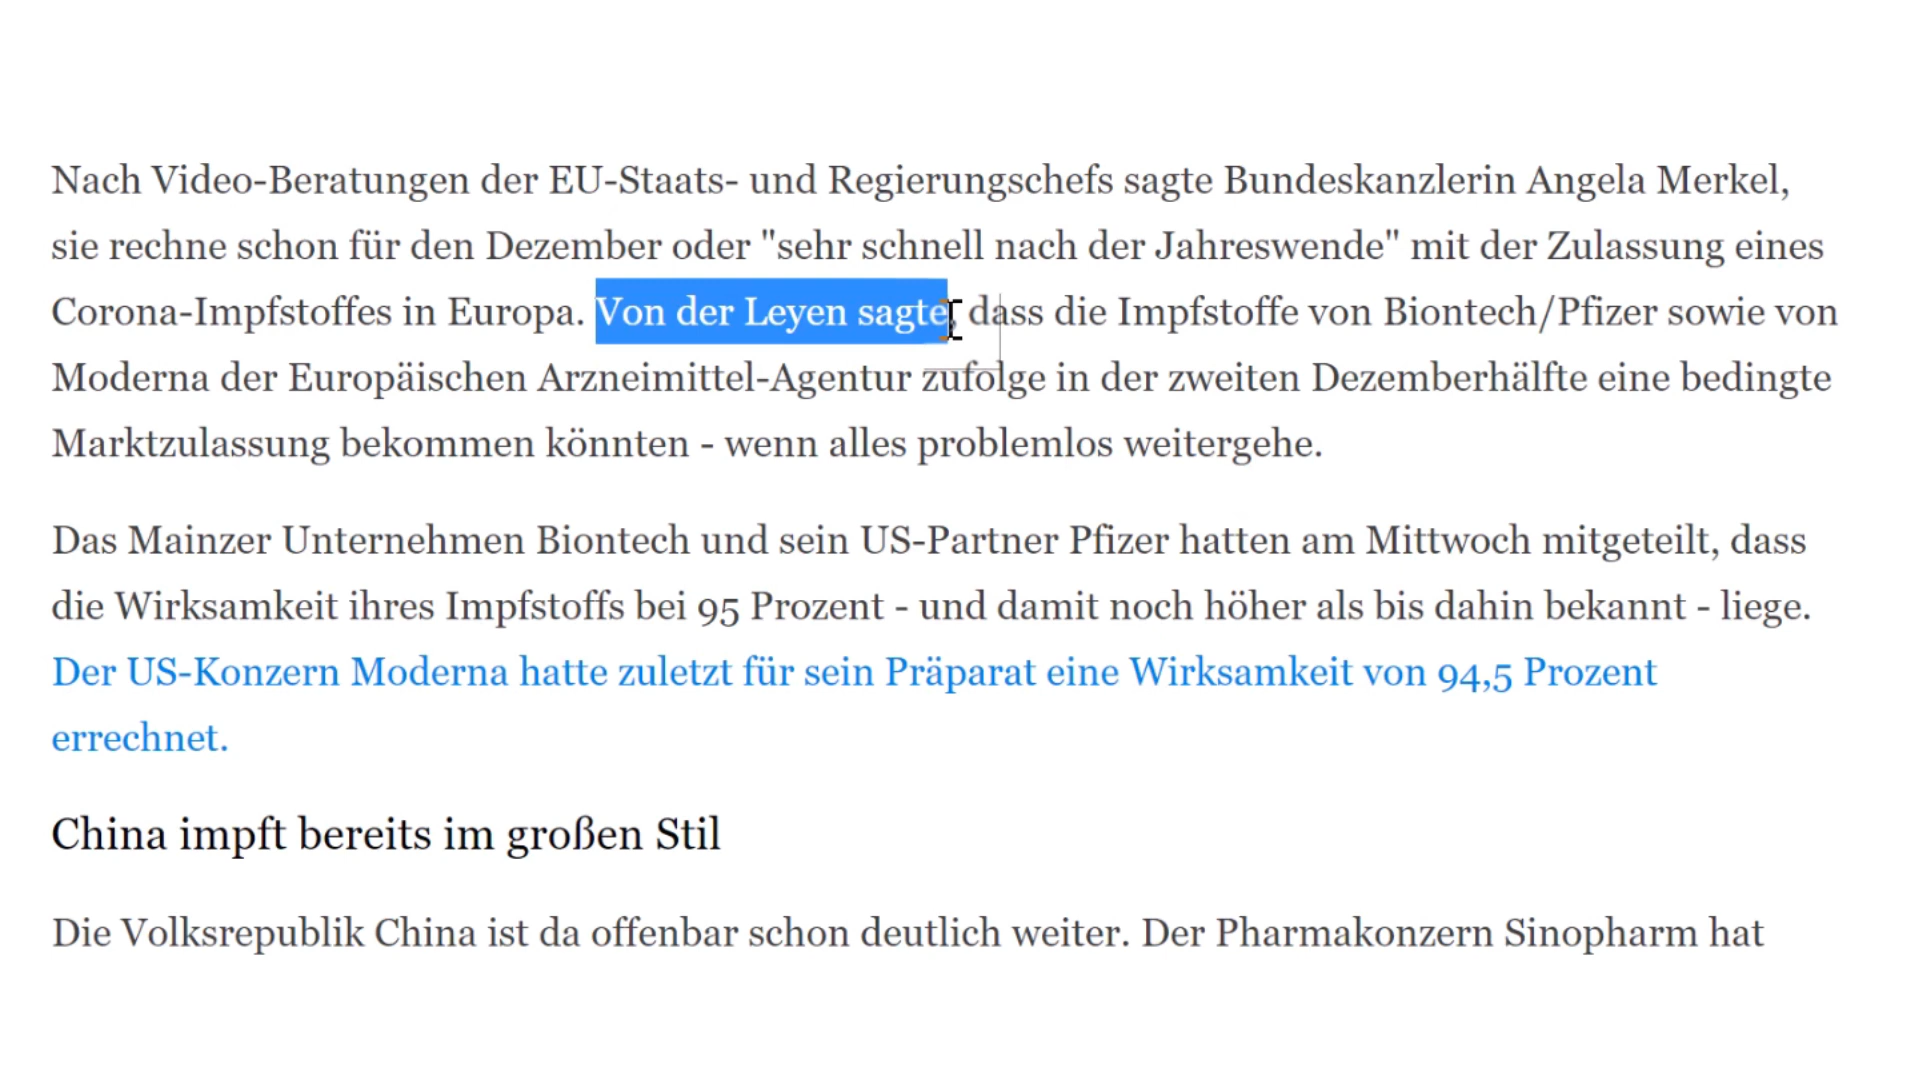 Nach Video-Beratungen der EU-Staats- und Regierungschefs sagte Bundeskanzlerin Angela Merkel,
sie rechne schon für den Dezember oder "sehr schnell nach der Jahreswende" mit der Zulassung eines
Corona-Impfstoffes in Europa. Von der Leyen sagte, dass die Impfstoffe von Biontech/Pfizer sowie von
Moderna der Europäischen Arzneimittel-Agentur zufolge in der zweiten Dezemberhälfte eine bedingte
Marktzulassung bekommen könnten - wenn alles problemlos weitergehe.
Das Mainzer Unternehmen Biontech und sein US-Partner Pfizer hatten am Mittwoch mitgeteilt, dass
die Wirksamkeit ihres Impfstoffs bei 95 Prozent - und damit noch höher als bis dahin bekannt - liege.
Der US-Konzern Moderna hatte zuletzt für sein Präparat eine Wirksamkeit von 94,5 Prozent
errechnet.
China impft bereits im großen Stil
Die Volksrepublik China ist da offenbar schon deutlich weiter. Der Pharmakonzern Sinopharm hat